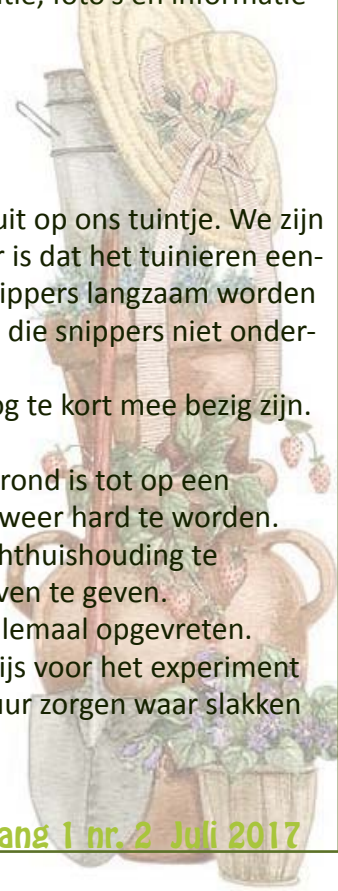 tie, foto's en informatie
uit op ons tuintje. We zijn
r is dat het tuinieren een-
nippers langzaam worden
die snippers niet onder-
og te kort mee bezig zijn.
rond is tot op een
weer hard te worden.
hthuishouding te
ven te geven.
lemaal opgevreten.
ijs voor het experiment
uur zorgen waar slakken
ang 1 nr. 2 Juli 2017